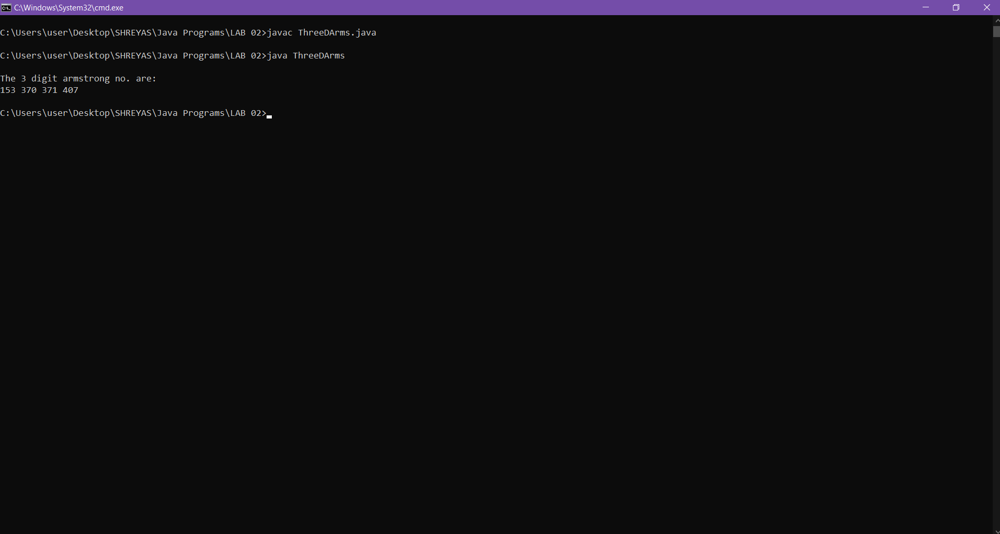 C:\Windows\System32\cmd.exe
C:\Users\user\Desktop\SHREYAS\Java Programs\LAB 02>javac ThreeDArms.java
C:\Users\user\Desktop\SHREYAS\Java Programs\LAB 02>java ThreeDArms
The 3 digit armstrong no. are:
153 370 371 407
C:\Users\user\Desktop\SHREYAS\Java Programs\LAB 02>